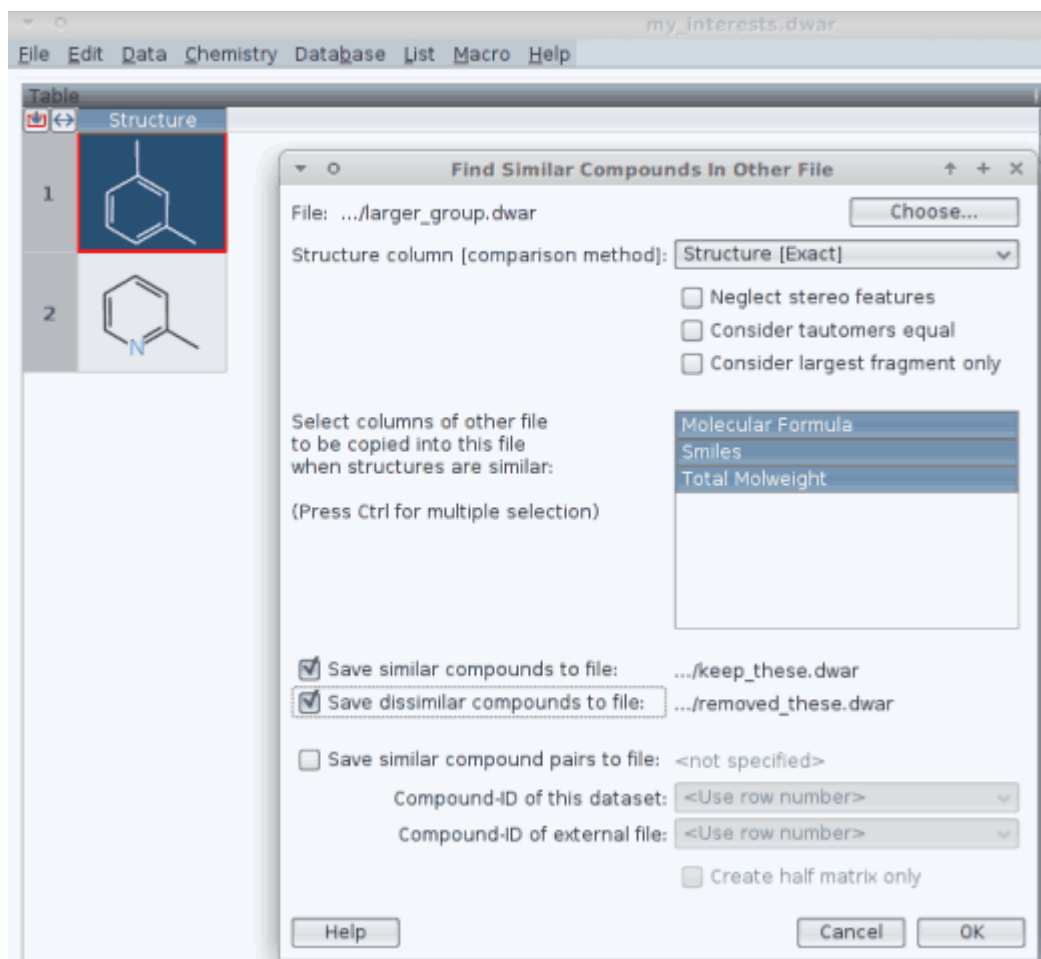 my_interests.dwar
File Edit Data Chemistry Database List Macro Help
Table
Structure
1
2
N
Find Similar Compounds In Other File
File: .../larger_group.dwar
Choose...
Structure column [comparison method]: Structure [Exact]
Neglect stereo features
Consider tautomers equal
Consider largest fragment only
Select columns of other file
to be copied into this file
when structures are similar:
(Press Ctrl for multiple selection)
Molecular Formula
Smiles
Total Molweight
Save similar compounds to file: .../keep_these.dwar
Save dissimilar compounds to file: .../removed_these.dwar
Save similar compound pairs to file: <not specified>
Compound-ID of this dataset: <Use row number>
Compound-ID of external file: <Use row number>
Create half matrix only
Help
Cancel
OK